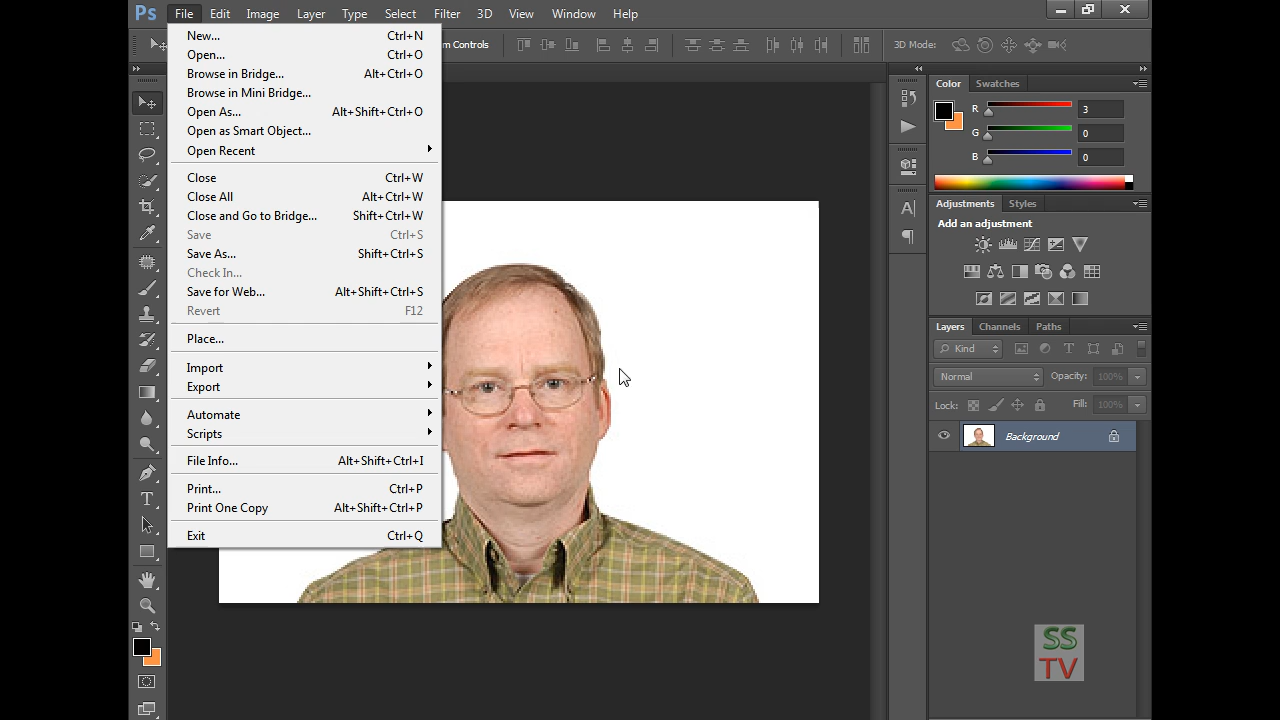 Ps File Edit Image Layer Type Select Filter 3D View Window Help
m Controls 3D Mode:
New... Ctrl+N
Open... Ctrl+O
Browse in Bridge... Alt+Ctrl+O
Browse in Mini Bridge...
Open As... Alt+Shift+Ctrl+O
Open as Smart Object...
Open Recent
Close Ctrl+W
Close All Alt+Ctrl+W
Close and Go to Bridge... Shift+Ctrl+W
Save Ctrl+S
Save As... Shift+Ctrl+S
Check In...
Save for Web... Alt+Shift+Ctrl+S
Revert F12
Place...
Import
Export
Automate
Scripts
File Info... Alt+Shift+Ctrl+I
Print... Ctrl+P
Print One Copy Alt+Shift+Ctrl+P
Exit Ctrl+Q
Color Swatches
R 3
G 0
B 0
Adjustments Styles
Add an adjustment
Layers Channels Paths
Kind
Normal Opacity: 100%
Lock: Fill: 100%
Background
SS
TV